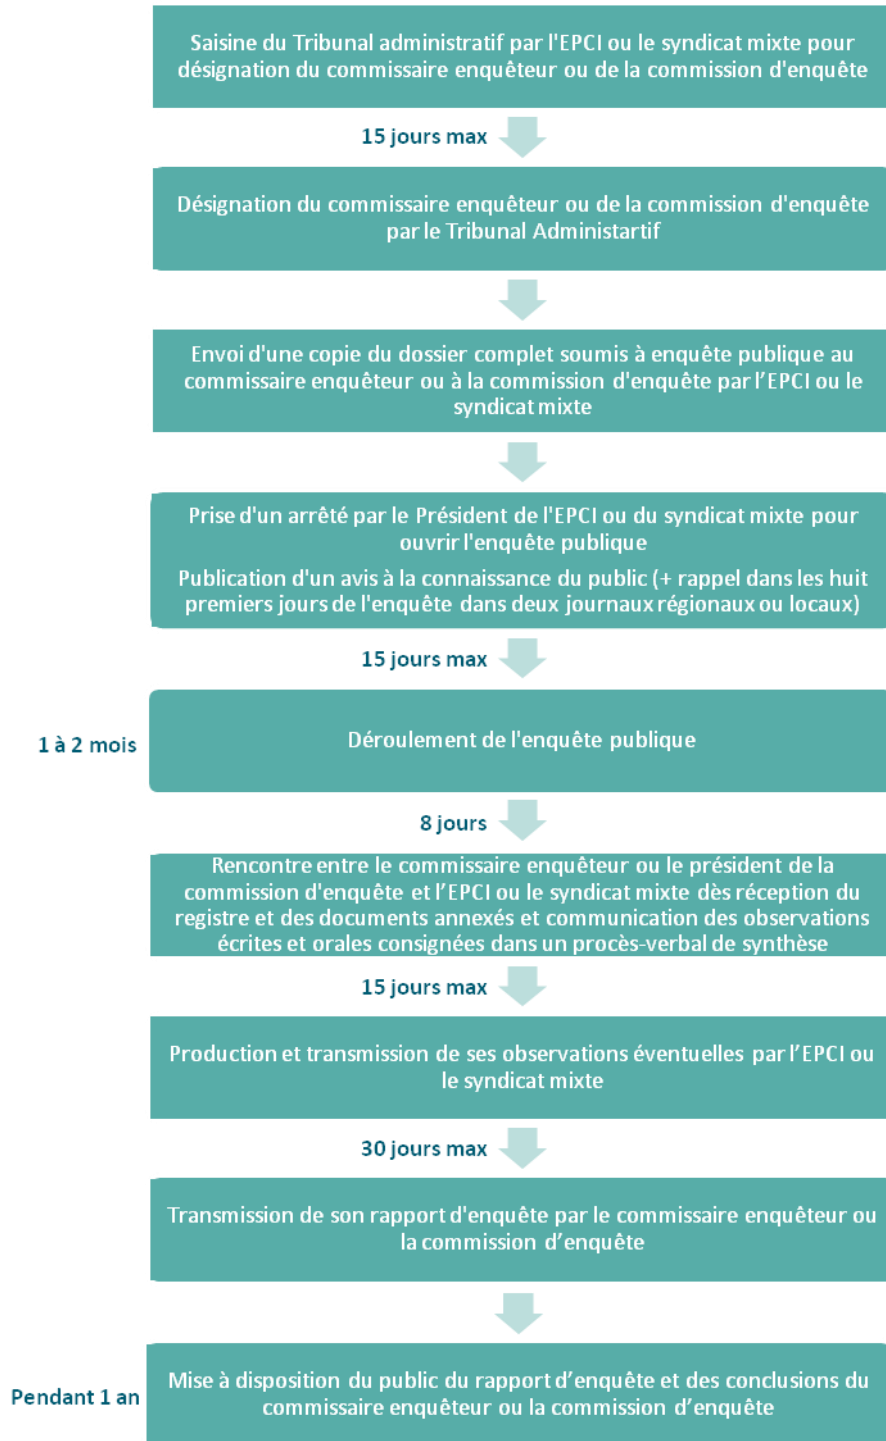 Saisine du Tribunal administratif par l'EPCI ou le syndicat mixte pour
désignation du commissaire enquêteur ou de la commission d'enquête
15 jours max
Désignation du commissaire enquêteur ou de la commission d'enquête
par le Tribunal Administartif
Envoi d'une copie du dossier complet soumis à enquête publique au
commissaire enquêteur ou à la commission d'enquête par l’EPCI ou le
syndicat mixte
Prise d'un arrêté par le Président de l'EPCI ou du syndicat mixte pour
ouvrir l'enquête publique
Publication d'un avis à la connaissance du public (+ rappel dans les huit
premiers jours de l'enquête dans deux journaux régionaux ou locaux)
15 jours max
1 à 2 mois
Déroulement de l'enquête publique
8 jours
Rencontre entre le commissaire enquêteur ou le président de la
commission d'enquête et l’EPCI ou le syndicat mixte dès réception du
registre et des documents annexés et communication des observations
écrites et orales consignées dans un procès-verbal de synthèse
15 jours max
Production et transmission de ses observations éventuelles par l’EPCI ou
le syndicat mixte
30 jours max
Transmission de son rapport d'enquête par le commissaire enquêteur ou
la commission d’enquête
Pendant 1 an
Mise à disposition du public du rapport d’enquête et des conclusions du
commissaire enquêteur ou la commission d’enquête